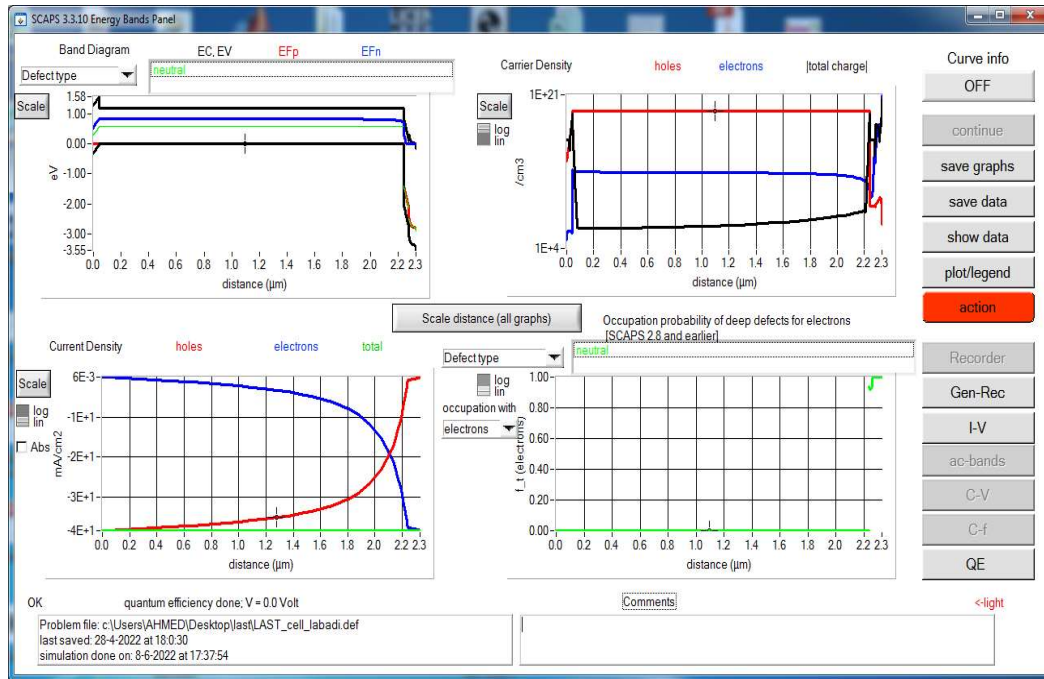 SCAPS 3.3.10 Energy Bands Panel
Band Diagram EC, EV EFp EFn
Defect type
neutral
Scale
1.58
1.00
0.00
-1.00
-2.00
-3.00
-3.55
eV
0.0 0.2 0.4 0.6 0.8 1.0 1.2 1.4 1.6 1.8 2.0 2.2 2.3
distance (µm)
Carrier Density holes electrons |total charge|
Scale
log
lin
1E+21
/cm3
1E+4
0.0 0.2 0.4 0.6 0.8 1.0 1.2 1.4 1.6 1.8 2.0 2.2 2.3
distance (µm)
Scale distance (all graphs)
Current Density holes electrons total
Scale
log
lin
Abs
6E-3
-1E+1
-2E+1
-3E+1
-4E+1
mA/cm2
0.0 0.2 0.4 0.6 0.8 1.0 1.2 1.4 1.6 1.8 2.0 2.2 2.3
distance (µm)
Occupation probability of deep defects for electrons
[SCAPS 2.8 and earlier]
Defect type
neutral
log
lin
occupation with
electrons
1.00
0.80
0.60
0.40
0.20
0.00
f_t (electrons)
0.0 0.2 0.4 0.6 0.8 1.0 1.2 1.4 1.6 1.8 2.0 2.2 2.3
distance (µm)
Curve info
OFF
continue
save graphs
save data
show data
plot/legend
action
Recorder
Gen-Rec
I-V
ac-bands
C-V
C-f
QE
OK quantum efficiency done; V = 0.0 Volt
Problem file: c:\Users\AHMED\Desktop\last\LAST_cell_labadi.def
last saved: 28-4-2022 at 18:0:30
simulation done on: 8-6-2022 at 17:37:54
Comments
<-light